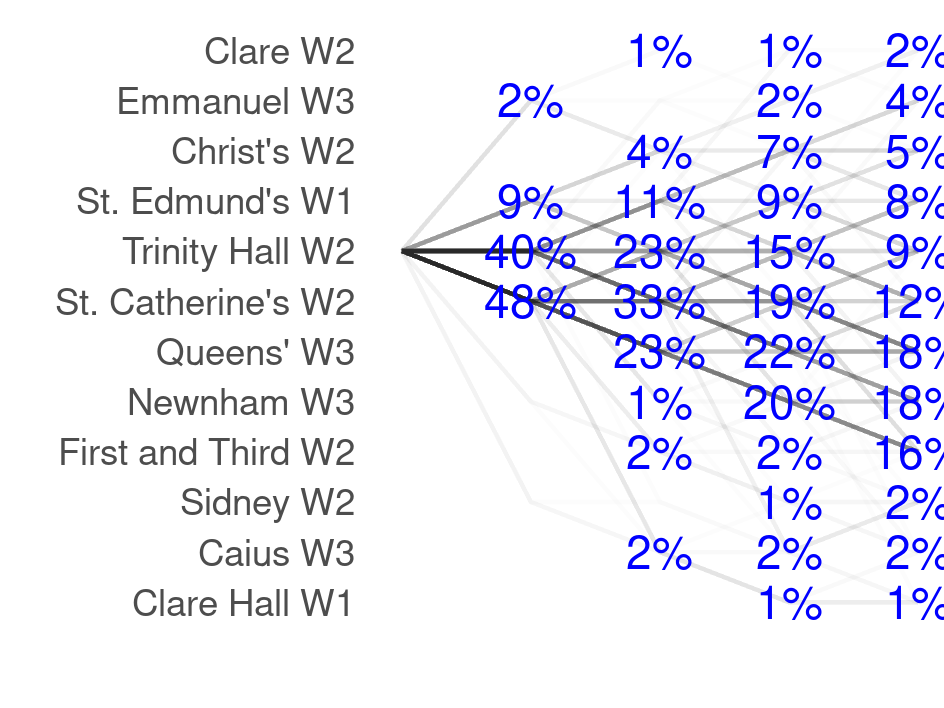 Clare W2 1% 1% 2%
Emmanuel W3 2% 2% 4%
Christ's W2 4% 7% 5%
St. Edmund's W1 9% 11% 9% 8%
Trinity Hall W2 40% 23% 15% 9%
St. Catherine's W2 48% 33% 19% 12%
Queens' W3 23% 22% 18%
Newnham W3 1% 20% 18%
First and Third W2 2% 2% 16%
Sidney W2 1% 2%
Caius W3 2% 2% 2%
Clare Hall W1 1% 1%